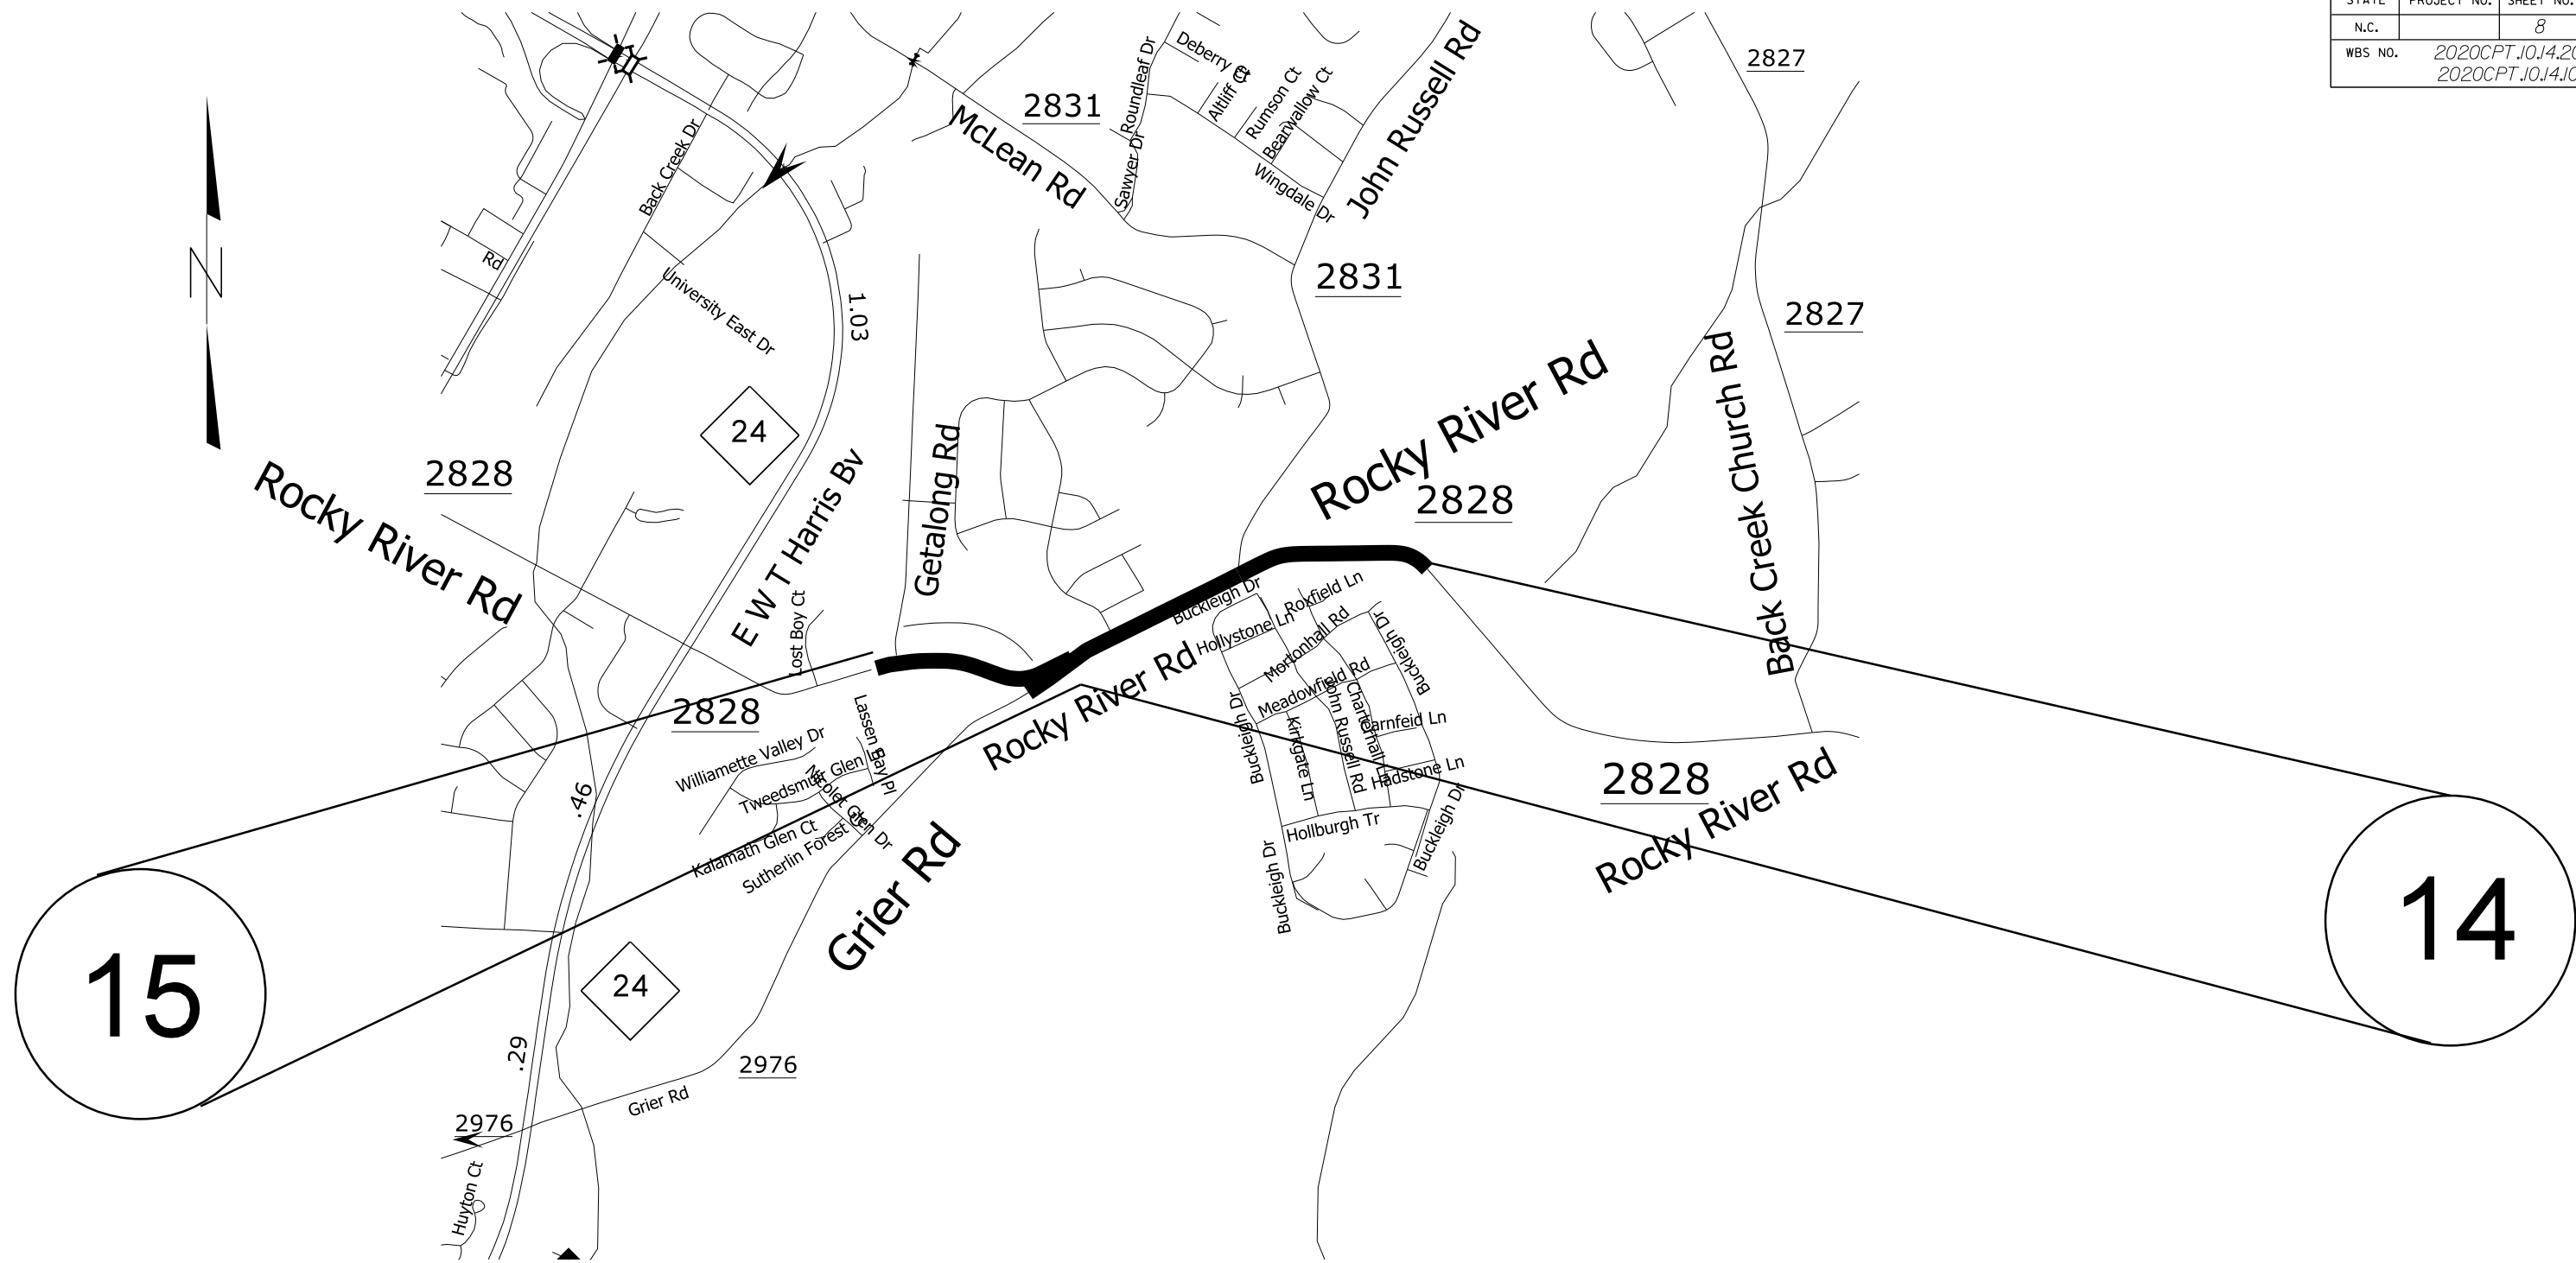 STATE PROJECT NO. SHEET NO.
N.C. 8
WBS NO. 2020CPT.10.14.20
2020CPT.10.14.10
2827
Deberry Ct
Roundleaf Dr
Altliff Ct
Rumson Ct
Bearwallow Ct
John Russell Rd
2831
McLean Rd
Sawyer Dr
Wingdale Dr
Back Creek Dr
N
Rd
University East Dr
1.03
2831
2827
24
Rocky River Rd
2828
Back Creek Church Rd
2828
Rocky River Rd
E W T Harris Bv
Getalong Rd
Lost Boy Ct
Buckleigh Dr
Roxfield Ln
Hollystone Ln
Mortonhall Rd
Buckleigh Dr
Meadowfield Rd
Rocky River Rd
2828
Lassen Bay Pl
Williamette Valley Dr
Tweedsmuir Glen Ln
Nicolet Glen Dr
Kalamath Glen Ct
Sutherlin Forest Ct
Buckleigh Dr
Kirkgate Ln
John Russell Rd
Hadstone Ln
2828
Rocky River Rd
Hollburgh Tr
Buckleigh Dr
Buckleigh Dr
.46
Grier Rd
15
14
24
.29
2976
Grier Rd
2976
Huyton Ct